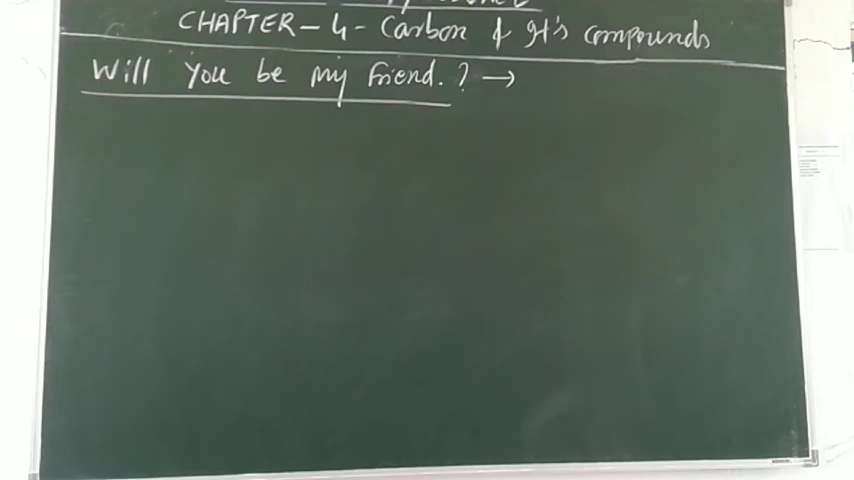 CHAPTER - 4 - Carbon & It's compounds
Will you be my friend. ? →